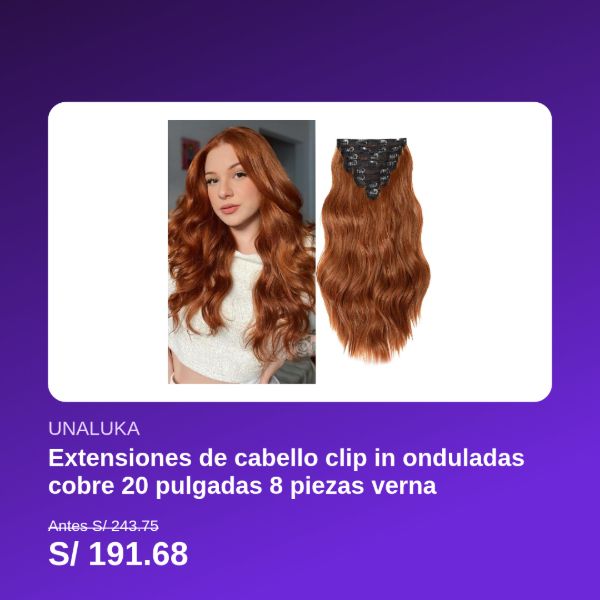 UNALUKA
Extensiones de cabello clip in onduladas
cobre 20 pulgadas 8 piezas verna
Antes S/ 243.75
S/ 191.68